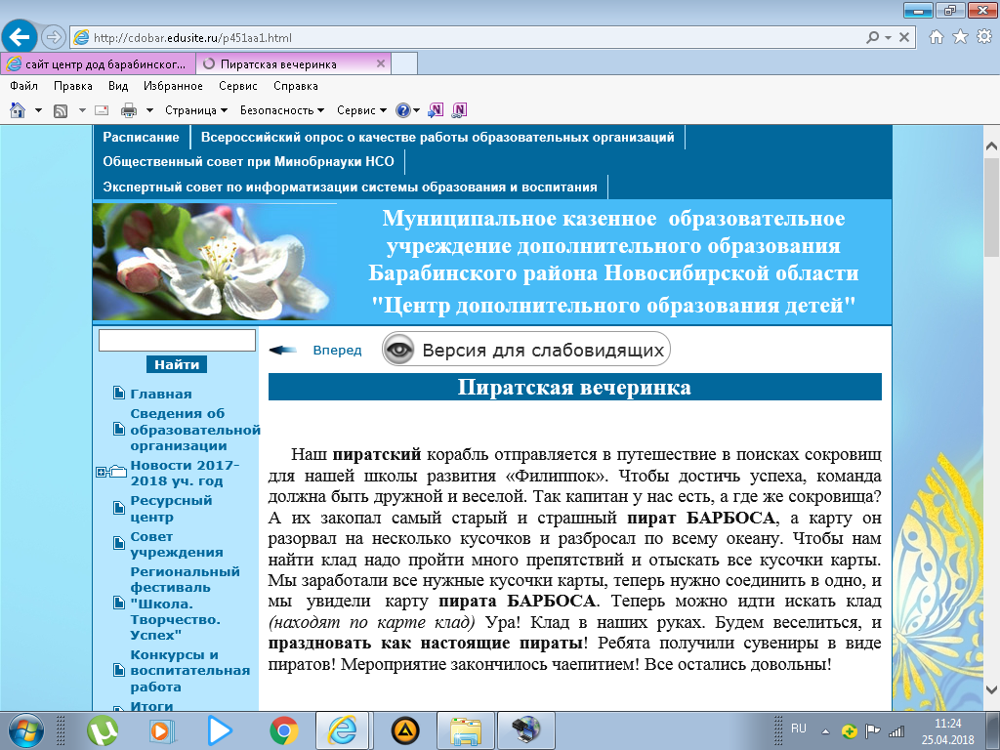 http://cdobar.edusite.ru/p451aa1.html
сайт центр дод барабинског...
Пиратская вечеринка
Файл Правка Вид Избранное Сервис Справка
Страница Безопасность Сервис
Расписание Всероссийский опрос о качестве работы образовательных организаций
Общественный совет при Минобрнауки НСО
Экспертный совет по информатизации системы образования и воспитания
Муниципальное казенное образовательное
учреждение дополнительного образования
Барабинского района Новосибирской области
"Центр дополнительного образования детей"
Найти
Главная
Сведения об
образовательной
организации
Новости 2017-
2018 уч. год
Ресурсный
центр
Совет
учреждения
Региональный
фестиваль
"Школа.
Творчество.
Успех"
Конкурсы и
воспитательная
работа
Итоги
Вперед
Версия для слабовидящих
Пиратская вечеринка
Наш пиратский корабль отправляется в путешествие в поисках сокровищ
для нашей школы развития «Филиппок». Чтобы достичь успеха, команда
должна быть дружной и веселой. Так капитан у нас есть, а где же сокровища?
А их закопал самый старый и страшный пират БАРБОСА, а карту он
разорвал на несколько кусочков и разбросал по всему океану. Чтобы нам
найти клад надо пройти много препятствий и отыскать все кусочки карты.
Мы заработали все нужные кусочки карты, теперь нужно соединить в одно, и
мы увидели карту пирата БАРБОСА. Теперь можно идти искать клад
(находят по карте клад) Ура! Клад в наших руках. Будем веселиться, и
праздновать как настоящие пираты! Ребята получили сувениры в виде
пиратов! Мероприятие закончилось чаепитием! Все остались довольны!
RU
11:24
25.04.2018